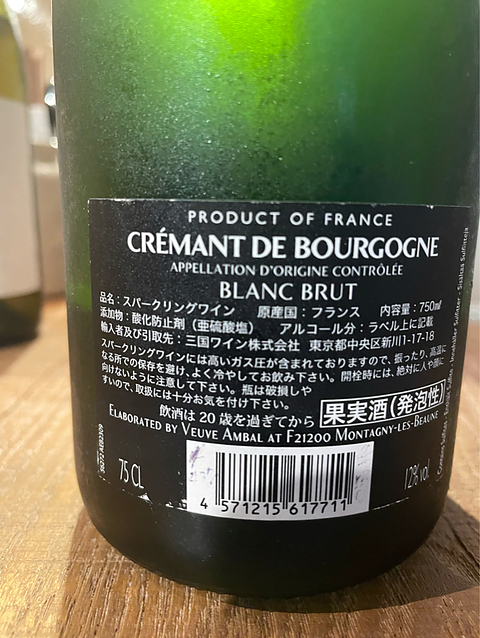 PRODUCT OF FRANCE
CRÉMANT DE BOURGOGNE
APPELLATION D'ORIGINE CONTRÔLÉE
BLANC BRUT
品名：スパークリングワイン 原産国：フランス 内容量：750ml
添加物：酸化防止剤（亜硫酸塩） アルコール分：ラベル上に記載
輸入者及び引取先：三国ワイン株式会社 東京都中央区新川1-17-18
スパークリングワインには高いガス圧が含まれておりますので、振ったり、高温に
なる所での保存を避け、よく冷やしてお飲み下さい。開栓時には、絶対に人や顔に
向けないように注意して下さい。瓶は破損しや
すいので、取扱には十分お気を付け下さい。
飲酒は20歳を過ぎてから 果実酒（発泡性）
ELABORATED BY VEUVE AMBAL AT F21200 MONTAGNY-LES-BEAUNE
75 CL
12% vol
4 571215 617711